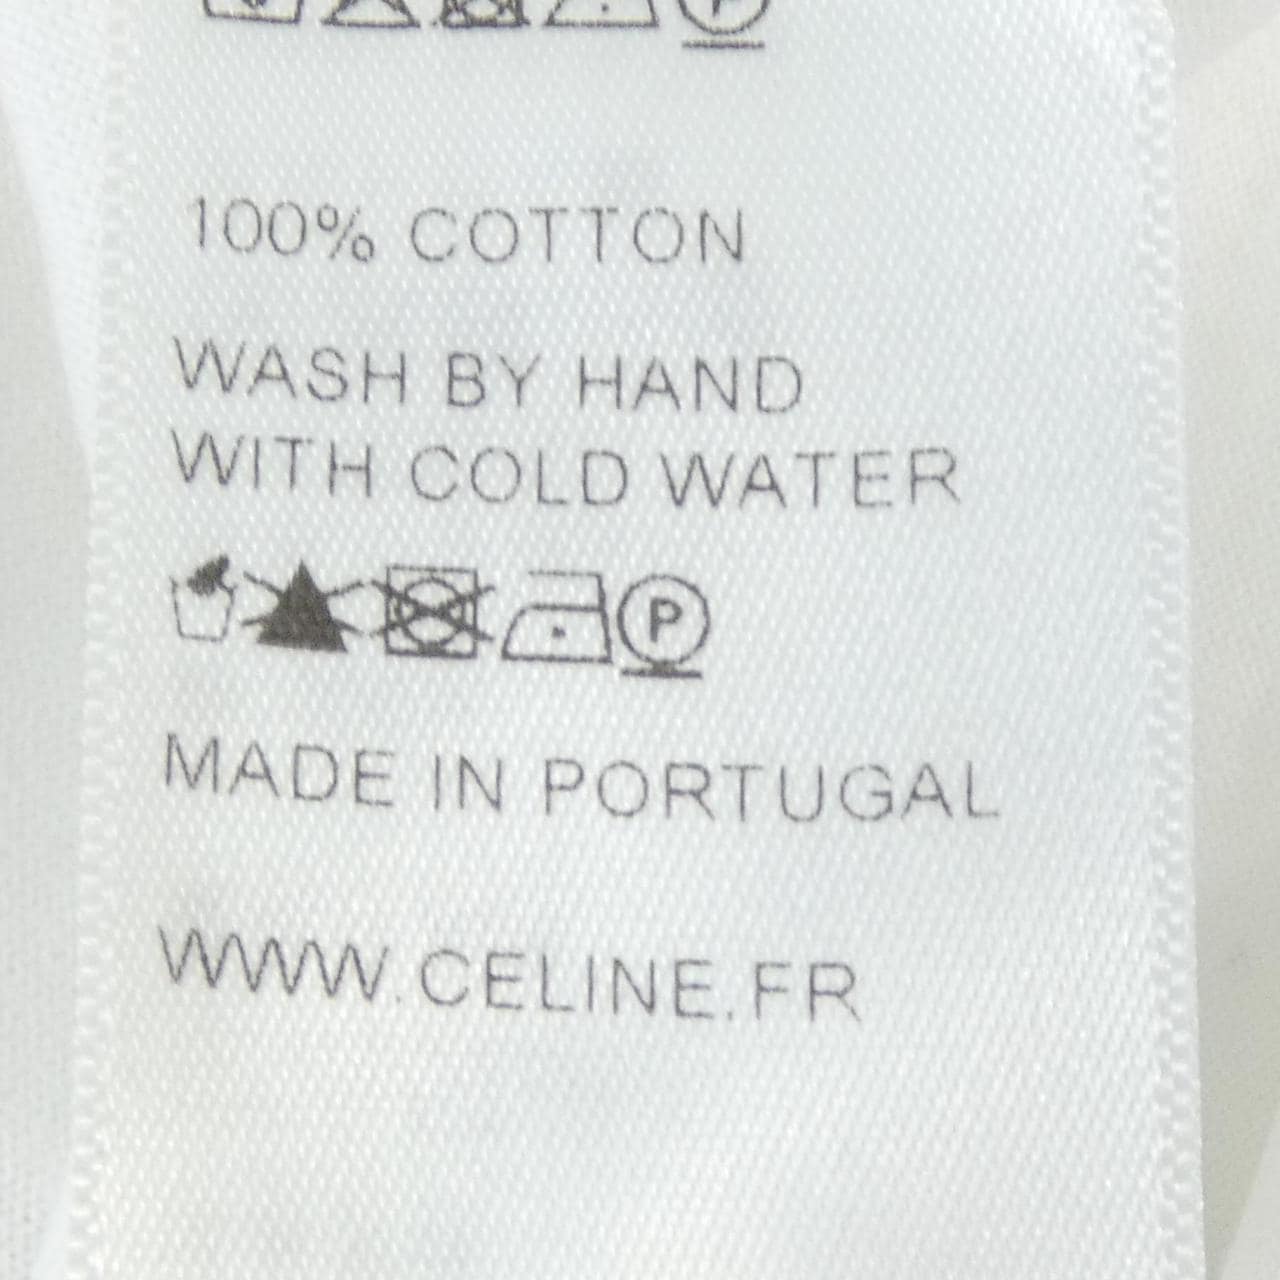 100% COTTON
WASH BY HAND
WITH COLD WATER
P
MADE IN PORTUGAL
WWW.CELINE.FR